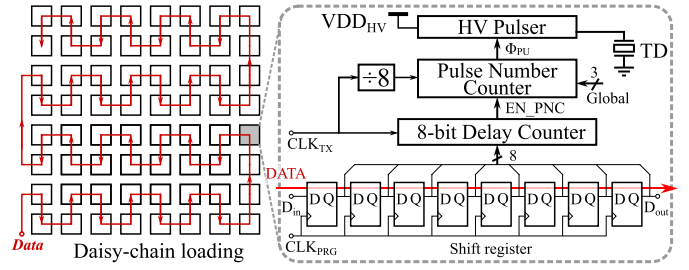 Data
Daisy-chain loading
VDD_HV
HV Pulser
TD
Φ_PU
÷8
Pulse Number
Counter
3
Global
EN_PNC
CLK_TX
8-bit Delay Counter
8
DATA
D_in
D Q
D Q
D Q
D Q
D Q
D Q
D Q
D Q
D_out
CLK_PRG
Shift register